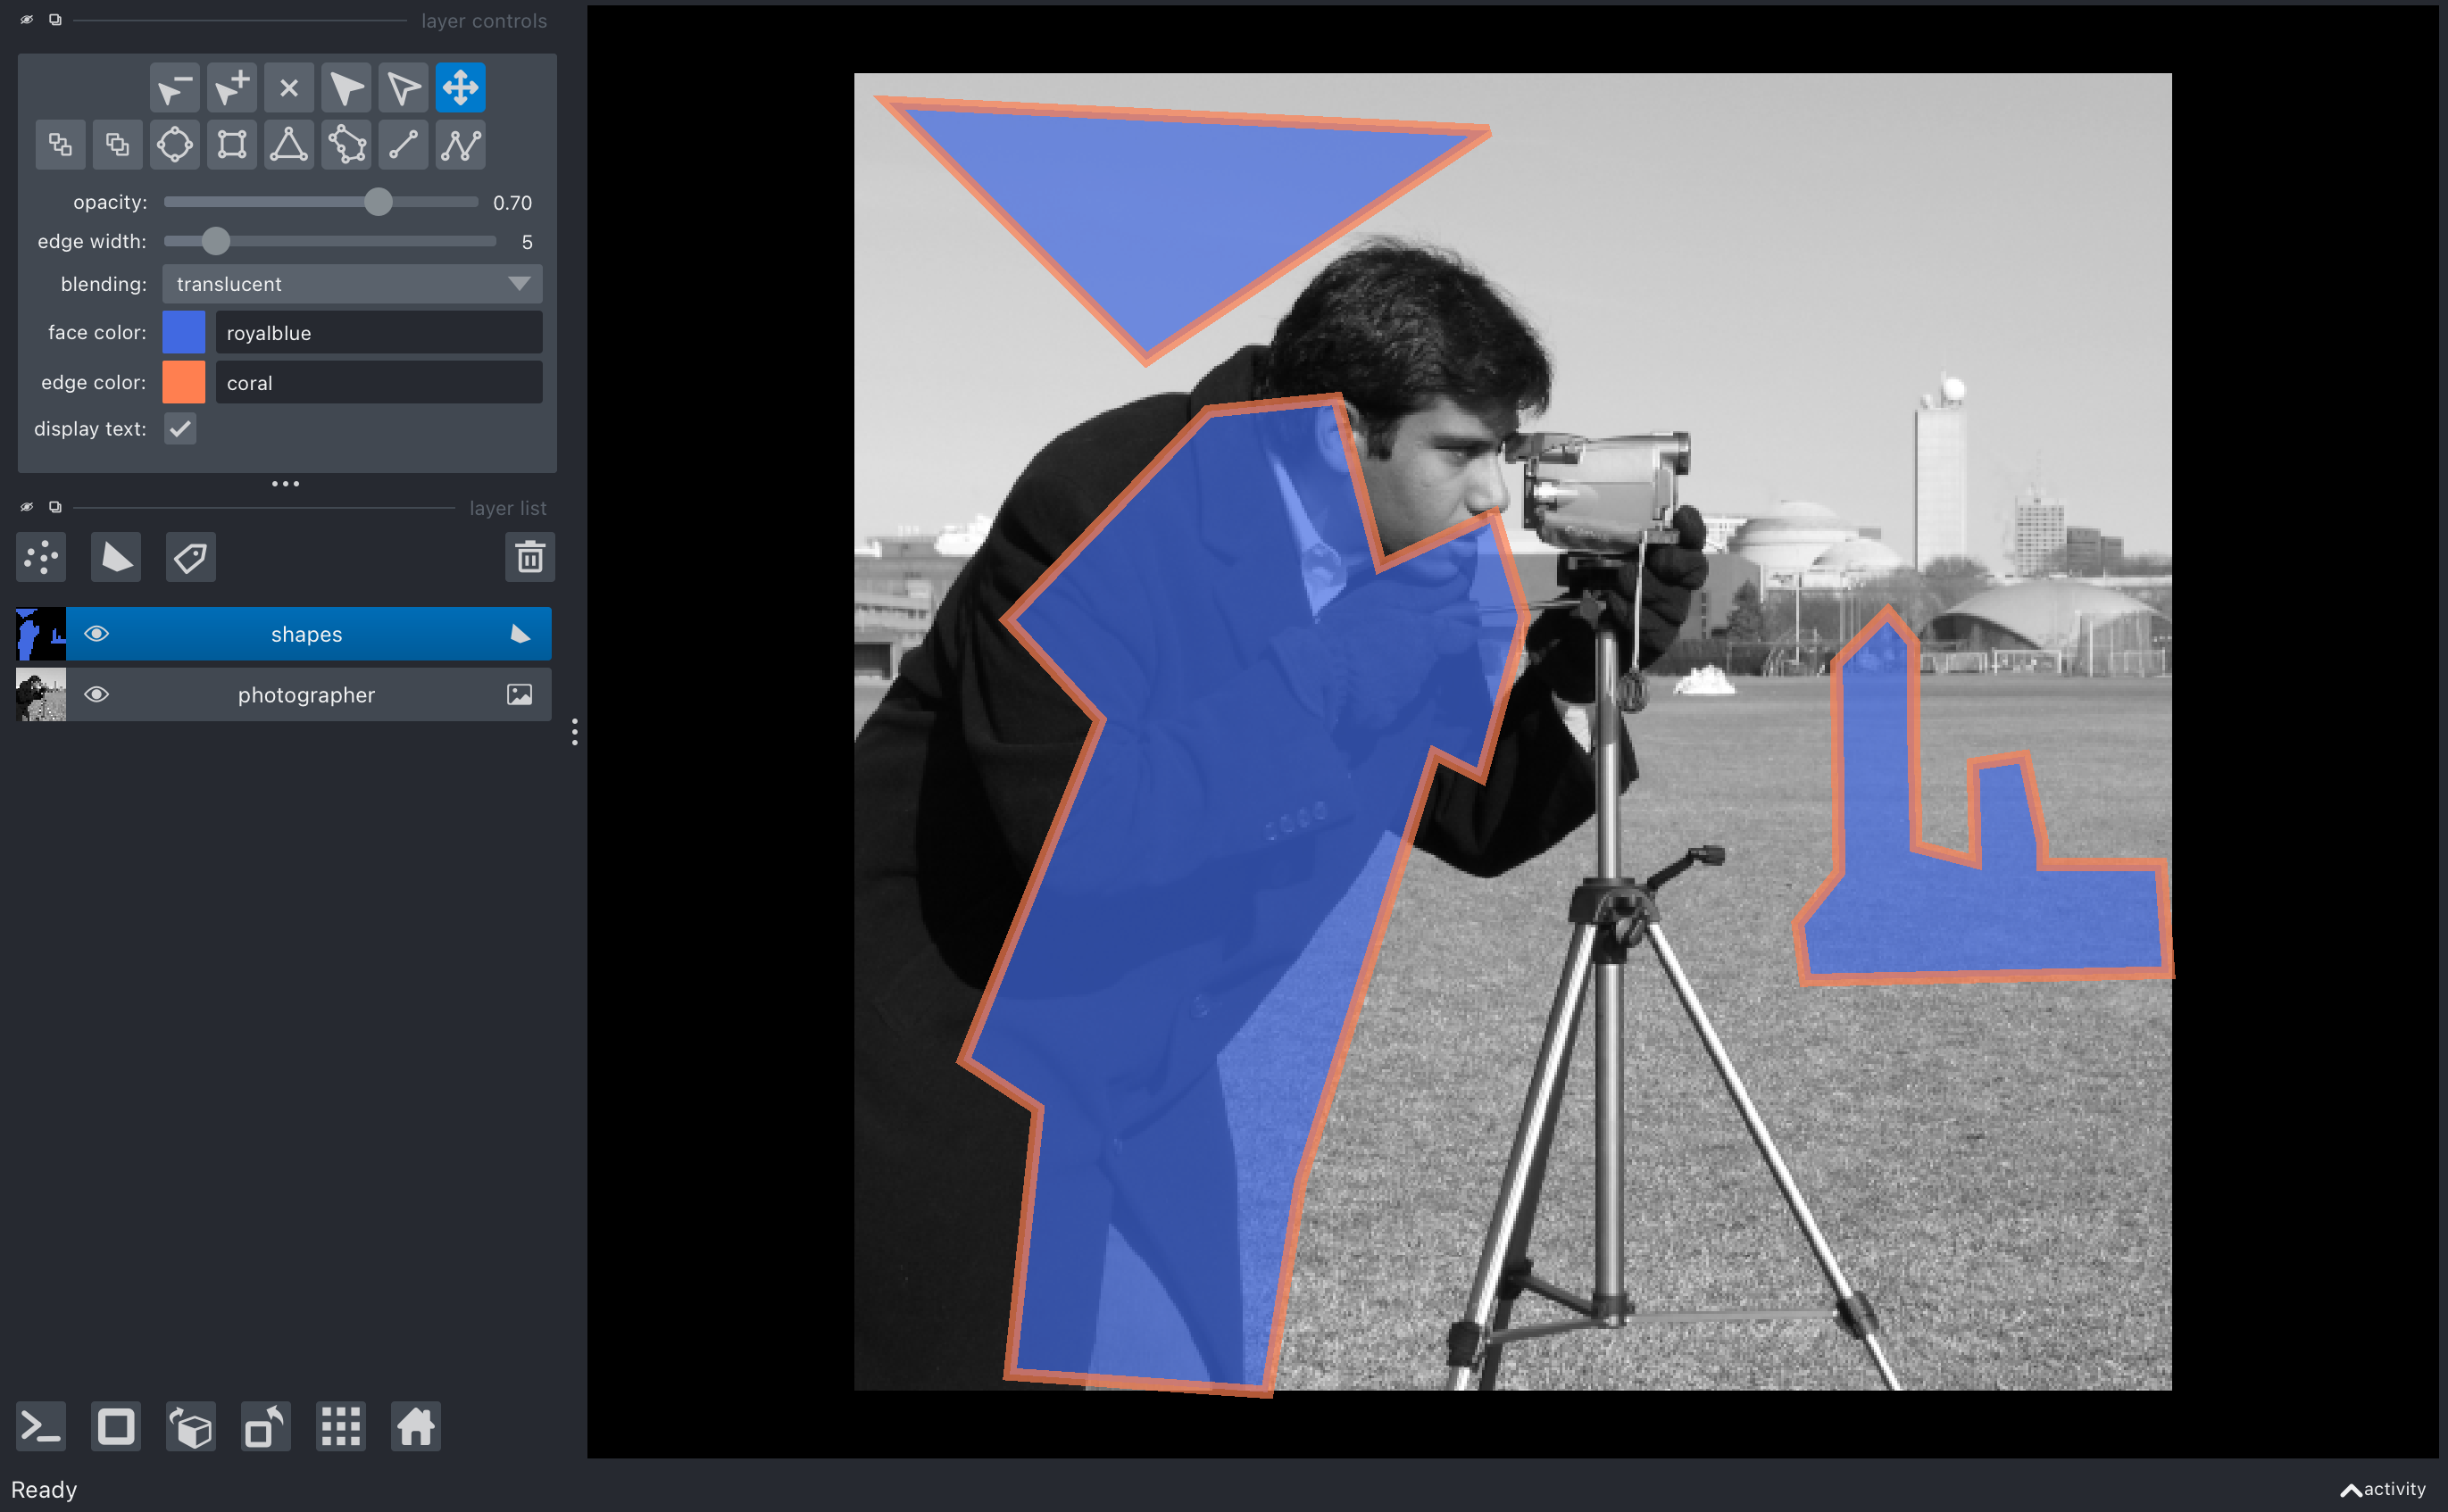 layer controls
opacity: 0.70
edge width: 5
blending: translucent
face color: royalblue
edge color: coral
display text:
layer list
shapes
photographer
Ready
activity